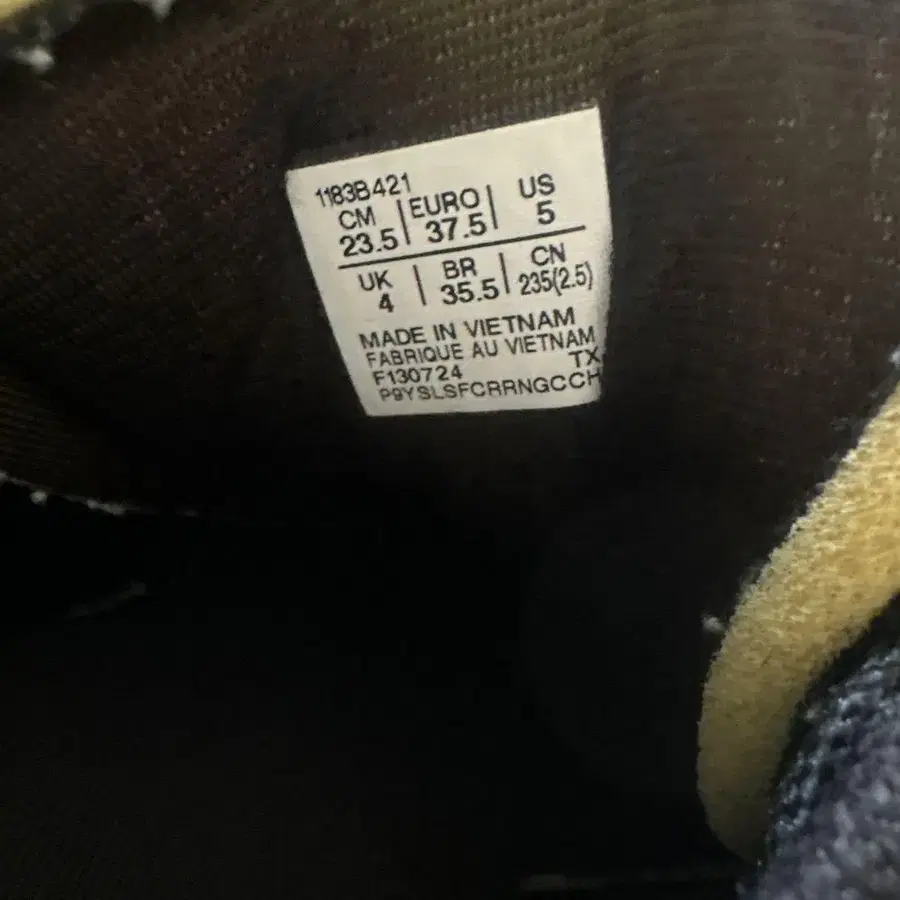 1183B421
CM | EURO | US
23.5 | 37.5 | 5
UK | BR | CN
4 | 35.5 | 235(2.5)
MADE IN VIETNAM
FABRIQUE AU VIETNAM
F130724 TX
P9YSLSFCRRNGCCH